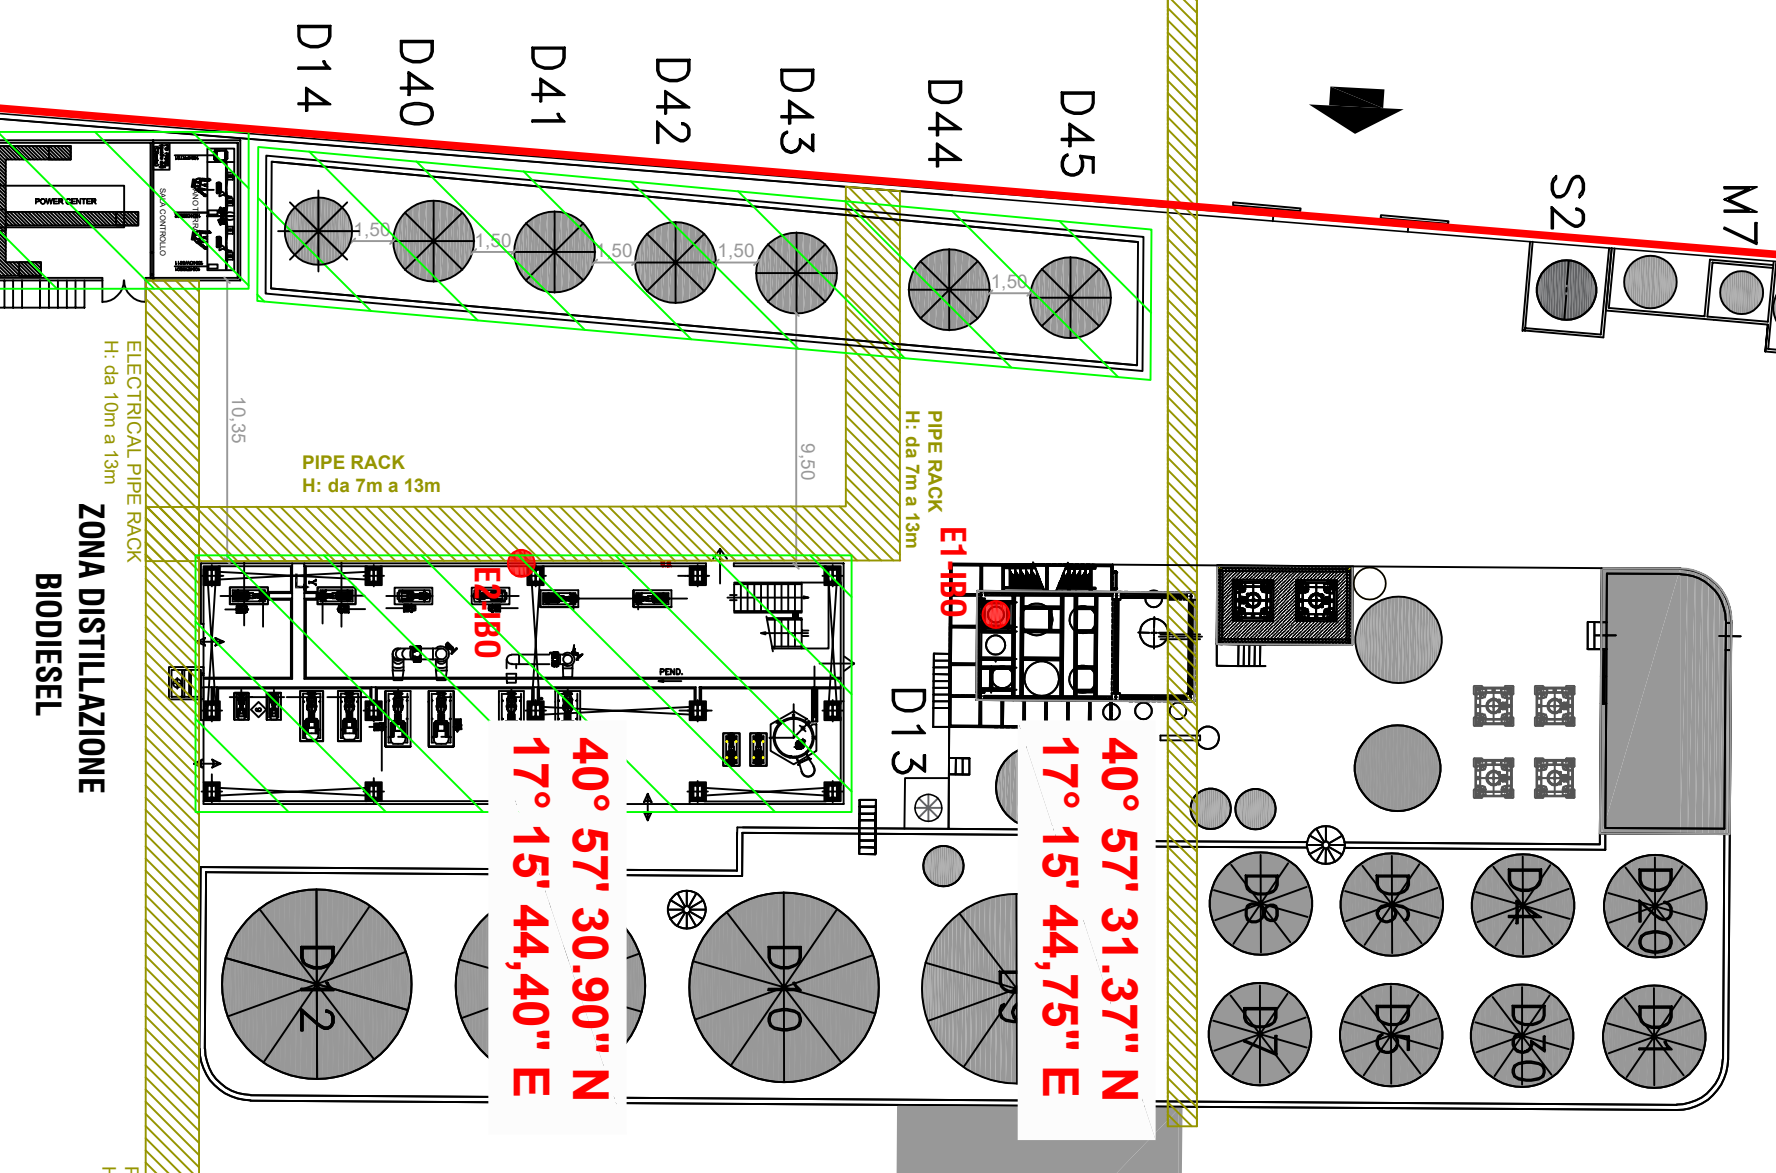 D14
D40
D41
D42
D43
D44
D45
S2
M7
POWER CENTER
SALA CONTROLLO
1,50
1,50
1,50
1,50
1,50
10,35
9,50
ELECTRICAL PIPE RACK
H: da 10m a 13m
PIPE RACK
H: da 7m a 13m
PIPE RACK
H: da 7m a 13m
ZONA DISTILLAZIONE
BIODIESEL
E2-IBO
E1-IBO
PEND.
D13
40° 57' 30.90" N
17° 15' 44,40" E
40° 57' 31.37" N
17° 15' 44,75" E
D12
D10
D9
D8
D6
D4
D20
D7
D5
D30
D1